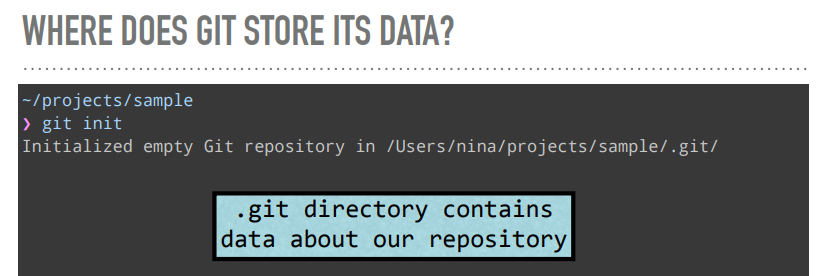 WHERE DOES GIT STORE ITS DATA?
~/projects/sample
❯ git init
Initialized empty Git repository in /Users/nina/projects/sample/.git/
.git directory contains
data about our repository